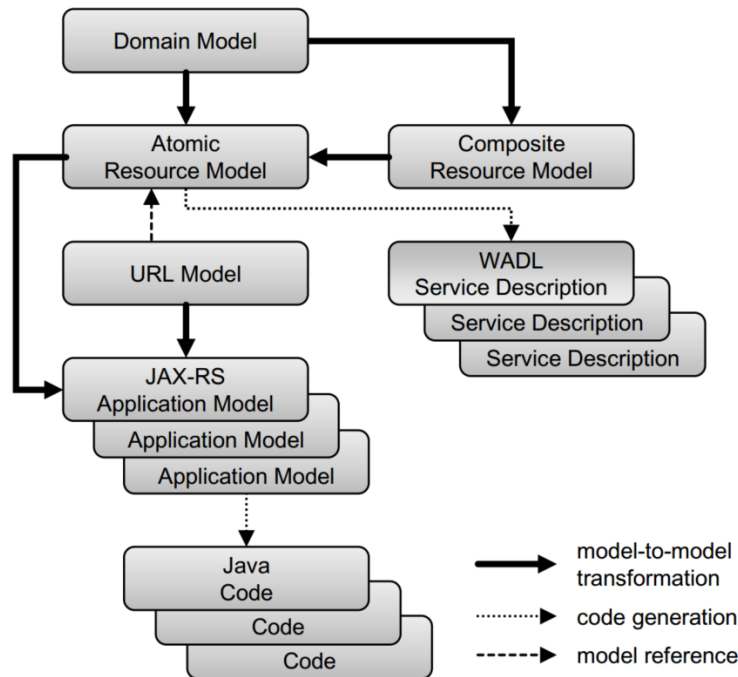 Domain Model
Atomic
Resource Model
Composite
Resource Model
URL Model
WADL
Service Description
Service Description
Service Description
JAX-RS
Application Model
Application Model
Application Model
Java
Code
Code
Code
model-to-model
transformation
code generation
model reference